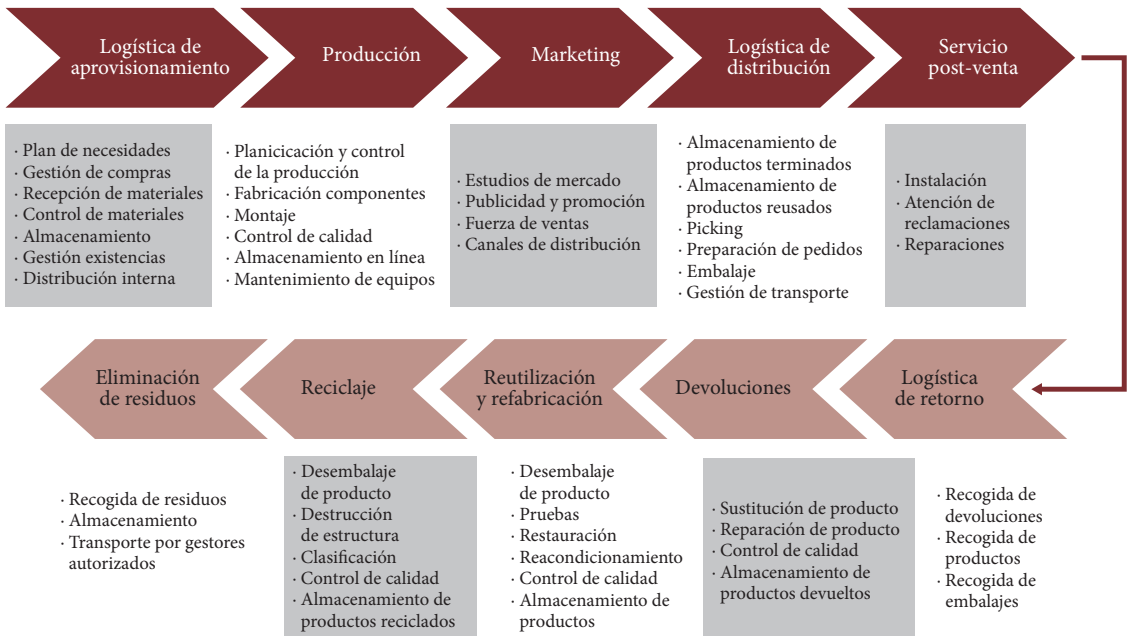 Logística de
aprovisionamiento
Producción
Marketing
Logística de
distribución
Servicio
post-venta
· Plan de necesidades
· Gestión de compras
· Recepción de materiales
· Control de materiales
· Almacenamiento
· Gestión existencias
· Distribución interna
· Planicicación y control
de la producción
· Fabricación componentes
· Montaje
· Control de calidad
· Almacenamiento en línea
· Mantenimiento de equipos
· Estudios de mercado
· Publicidad y promoción
· Fuerza de ventas
· Canales de distribución
· Almacenamiento de
productos terminados
· Almacenamiento de
productos reusados
· Picking
· Preparación de pedidos
· Embalaje
· Gestión de transporte
· Instalación
· Atención de
reclamaciones
· Reparaciones
Eliminación
de residuos
Reciclaje
Reutilización
y refabricación
Devoluciones
Logística
de retorno
· Recogida de residuos
· Almacenamiento
· Transporte por gestores
autorizados
· Desembalaje
de producto
· Destrucción
de estructura
· Clasificación
· Control de calidad
· Almacenamiento de
productos reciclados
· Desembalaje
de producto
· Pruebas
· Restauración
· Reacondicionamiento
· Control de calidad
· Almacenamiento de
productos
· Sustitución de producto
· Reparación de producto
· Control de calidad
· Almacenamiento de
productos devueltos
· Recogida de
devoluciones
· Recogida de
productos
· Recogida de
embalajes